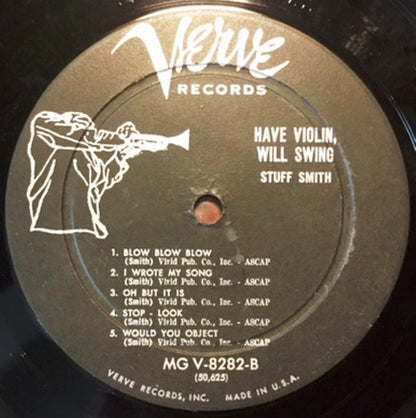 Verve
RECORDS
HAVE VIOLIN,
WILL SWING
STUFF SMITH
1. BLOW BLOW BLOW
(Smith) Vivid Pub. Co., Inc. - ASCAP
2. I WROTE MY SONG
(Smith) Vivid Pub. Co., Inc. - ASCAP
3. OH BUT IT IS
(Smith) Vivid Pub. Co., Inc. - ASCAP
4. STOP - LOOK
(Smith) Vivid Pub. Co., Inc. - ASCAP
5. WOULD YOU OBJECT
(Smith) Vivid Pub. Co., Inc. - ASCAP
MG V-8282-B
(50,625)
VERVE RECORDS, INC. MADE IN U.S.A.